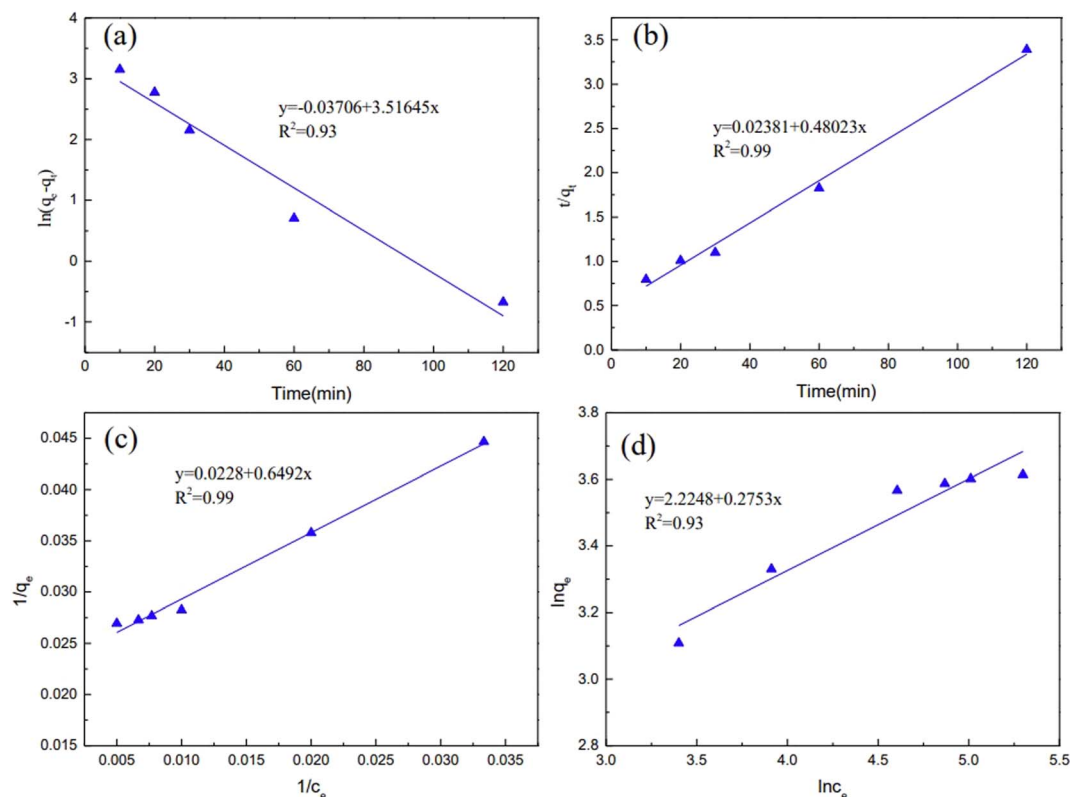 (a)
4
3
2
1
0
-1
ln(qe-qt)
y=-0.03706+3.51645x
R²=0.93
0 20 40 60 80 100 120
Time(min)
(b)
3.5
3.0
2.5
2.0
1.5
1.0
0.5
0.0
t/qt
y=0.02381+0.48023x
R²=0.99
0 20 40 60 80 100 120
Time(min)
(c)
0.045
0.040
0.035
0.030
0.025
0.020
0.015
1/qe
y=0.0228+0.6492x
R²=0.99
0.005 0.010 0.015 0.020 0.025 0.030 0.035
1/ce
(d)
3.8
3.6
3.4
3.2
3.0
2.8
lnqe
y=2.2248+0.2753x
R²=0.93
3.0 3.5 4.0 4.5 5.0 5.5
lnce